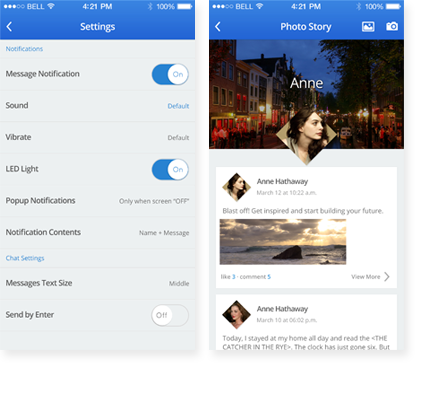 BELL 4:21 PM 100%
Settings
Notifications
Message Notification On
Sound Default
Vibrate Default
LED Light On
Popup Notifications Only when screen "OFF"
Notification Contents Name + Message
Chat Settings
Messages Text Size Middle
Send by Enter Off
BELL 4:21 PM 100%
Photo Story
Anne
Anne Hathaway
March 12 at 10:22 a.m.
Blast off! Get inspired and start building your future.
like 3 · comment 5 View More
Anne Hathaway
March 10 at 06:02 p.m.
Today, I stayed at my home all day and read the <THE
CATCHER IN THE RYE>. The clock has just gone six. But